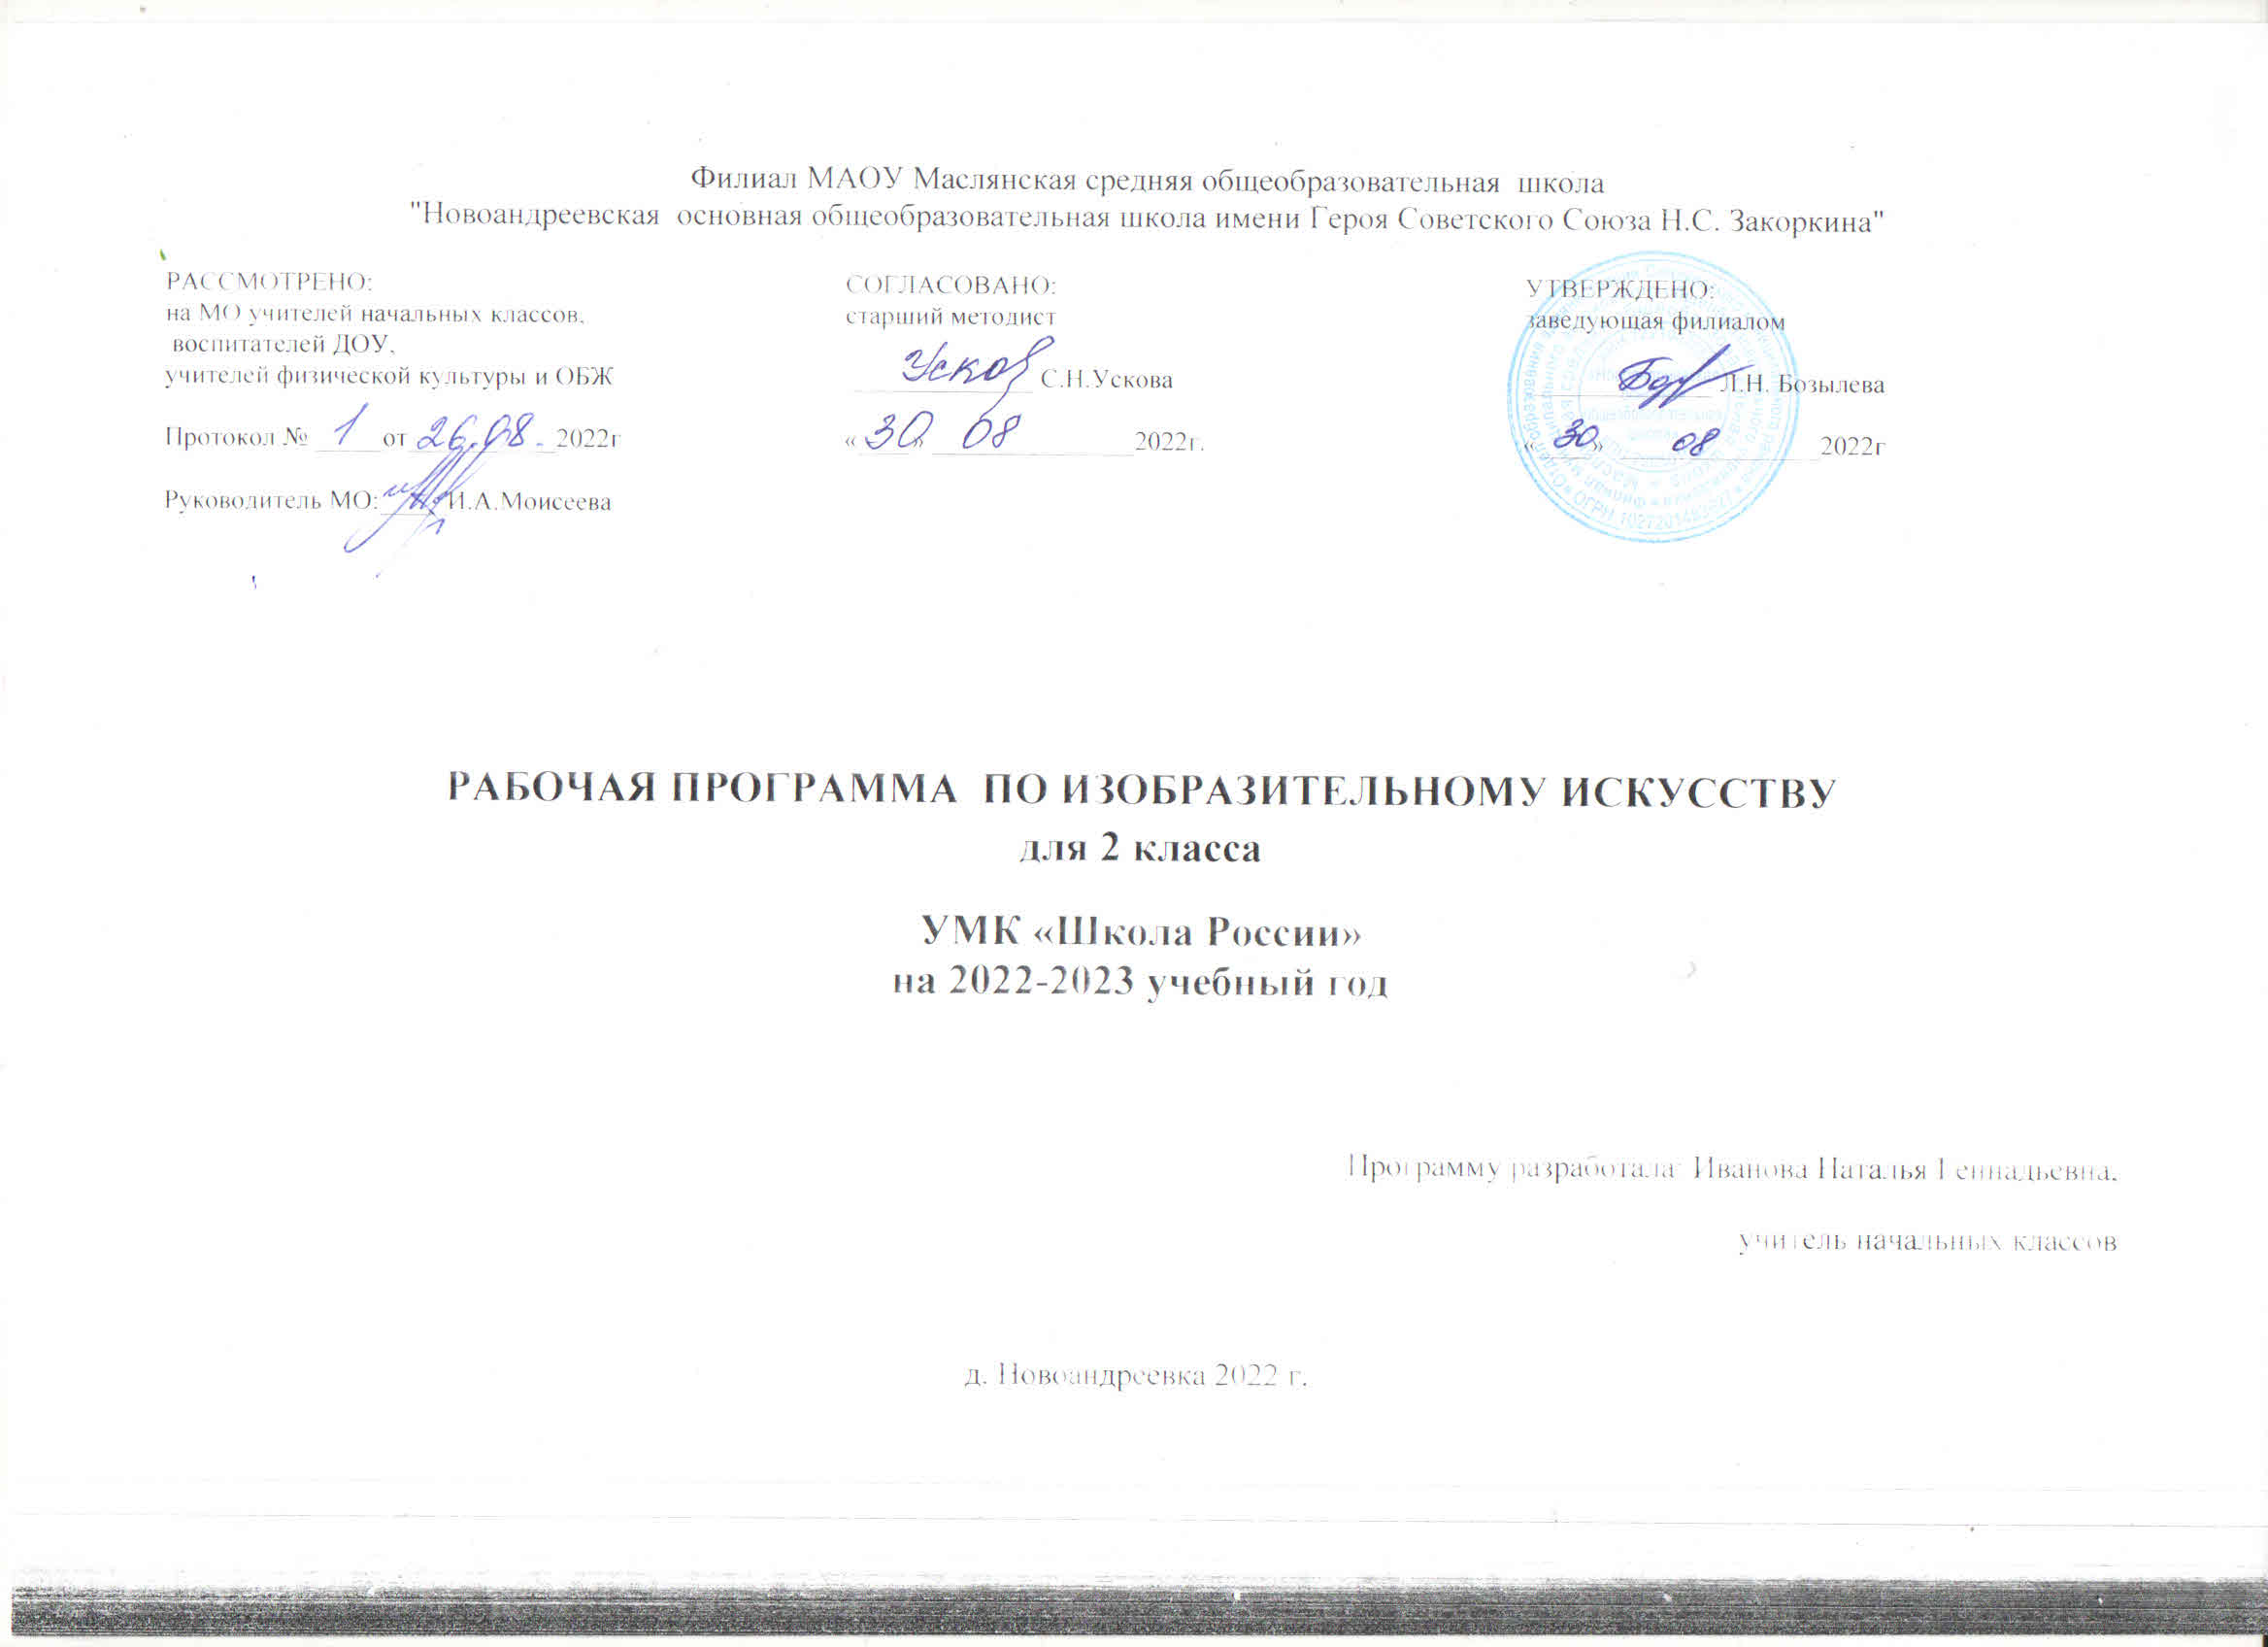 Филиал МАОУ Маслянская средняя общеобразовательная школа
"Новоандреевская основная общеобразовательная школа имени Героя Советского Союза Н.С. Закоркина"
РАССМОТРЕНО:
на МО учителей начальных классов,
воспитателей ДОУ,
учителей физической культуры и ОБЖ
Протокол № 1 от 26.08. 2022г
Руководитель МО: И.А.Моисеева
СОГЛАСОВАНО:
старший методист
Усков С.Н.Ускова
«30» 08 2022г.
УТВЕРЖДЕНО:
заведующая филиалом
Л.Н. Бозылева
«30» 08 2022г
РАБОЧАЯ ПРОГРАММА ПО ИЗОБРАЗИТЕЛЬНОМУ ИСКУССТВУ
для 2 класса
УМК «Школа России»
на 2022-2023 учебный год
Программу разработала: Иванова Наталья Геннадьевна,
учитель начальных классов
д. Новоандреевка 2022 г.